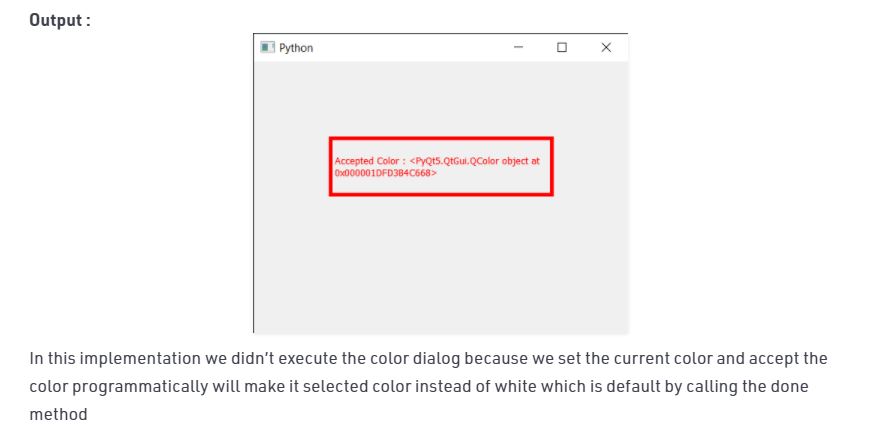 Output :
Python
Accepted Color : <PyQt5.QtGui.QColor object at
0x000001DFD3B4C668>
In this implementation we didn’t execute the color dialog because we set the current color and accept the
color programmatically will make it selected color instead of white which is default by calling the done
method